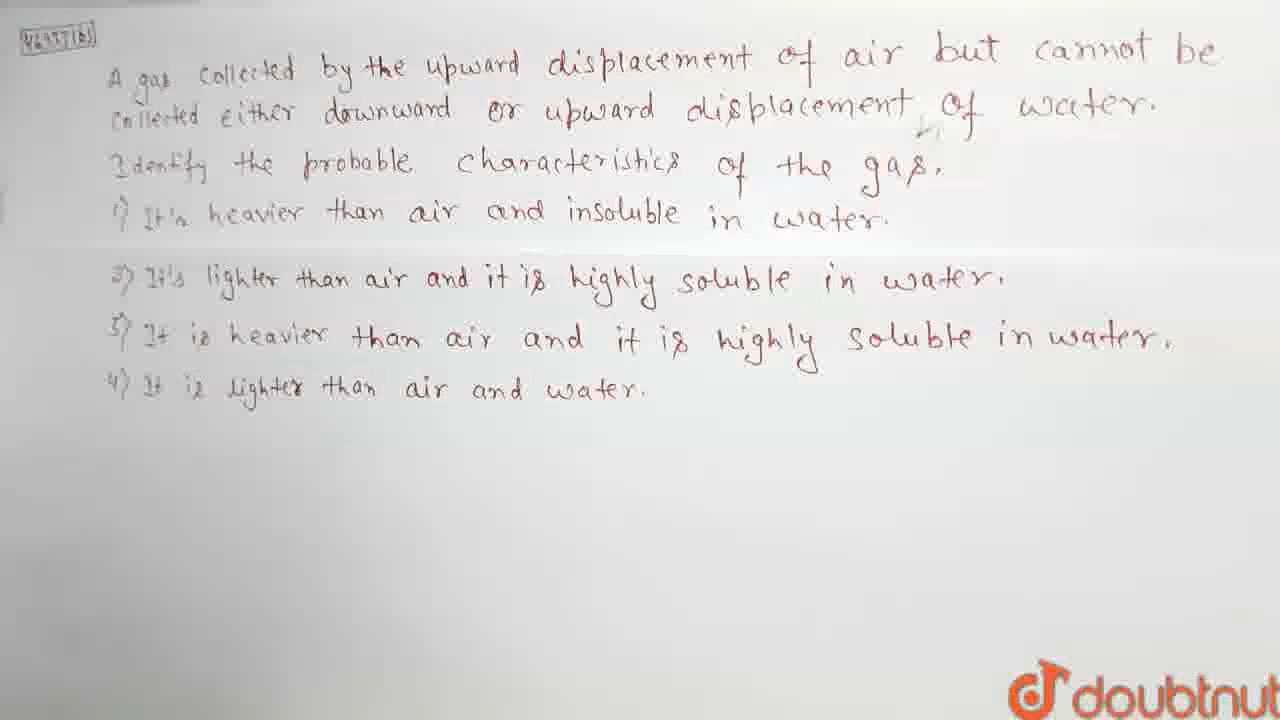 A gas collected by the upward displacement of air but cannot be
collected either downward or upward displacement of water.
Identify the probable characteristics of the gas.
1) It's heavier than air and insoluble in water.
2) It's lighter than air and it is highly soluble in water.
3) It is heavier than air and it is highly soluble in water.
4) It is lighter than air and water.
doubtnut